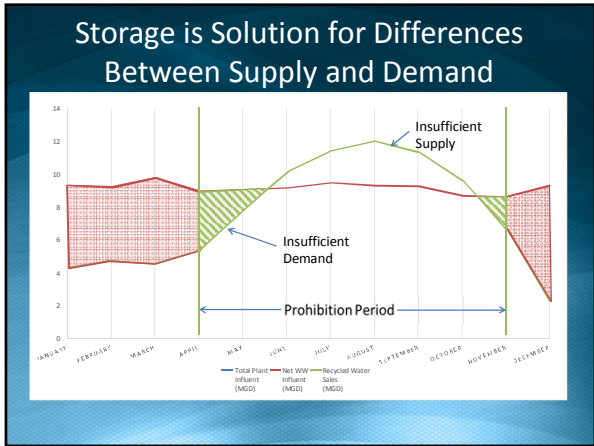 Storage is Solution for Differences
Between Supply and Demand
14
12
10
8
6
4
2
0
Insufficient
Supply
Insufficient
Demand
Prohibition Period
JANUARY
FEBRUARY
MARCH
APRIL
MAY
JUNE
JULY
AUGUST
SEPTEMBER
OCTOBER
NOVEMBER
DECEMBER
Total Plant
Influent
(MGD)
Net WW
Influent
(MGD)
Recycled Water
Sales
(MGD)